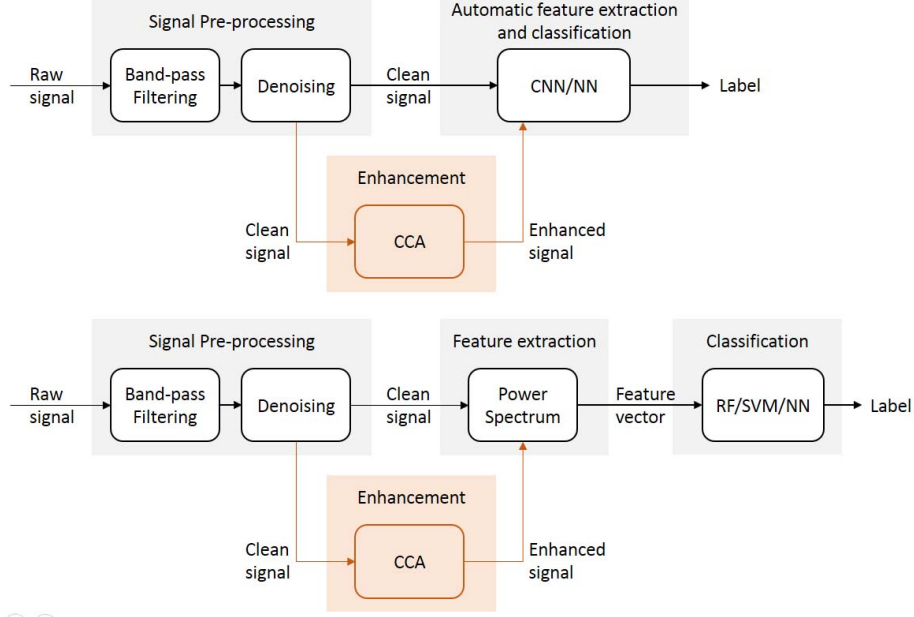 Signal Pre-processing
Automatic feature extraction
and classification
Raw
signal
Band-pass
Filtering
Denoising
Clean
signal
CNN/NN
Label
Enhancement
Clean
signal
CCA
Enhanced
signal
Signal Pre-processing
Feature extraction
Classification
Raw
signal
Band-pass
Filtering
Denoising
Clean
signal
Power
Spectrum
Feature
vector
RF/SVM/NN
Label
Enhancement
Clean
signal
CCA
Enhanced
signal